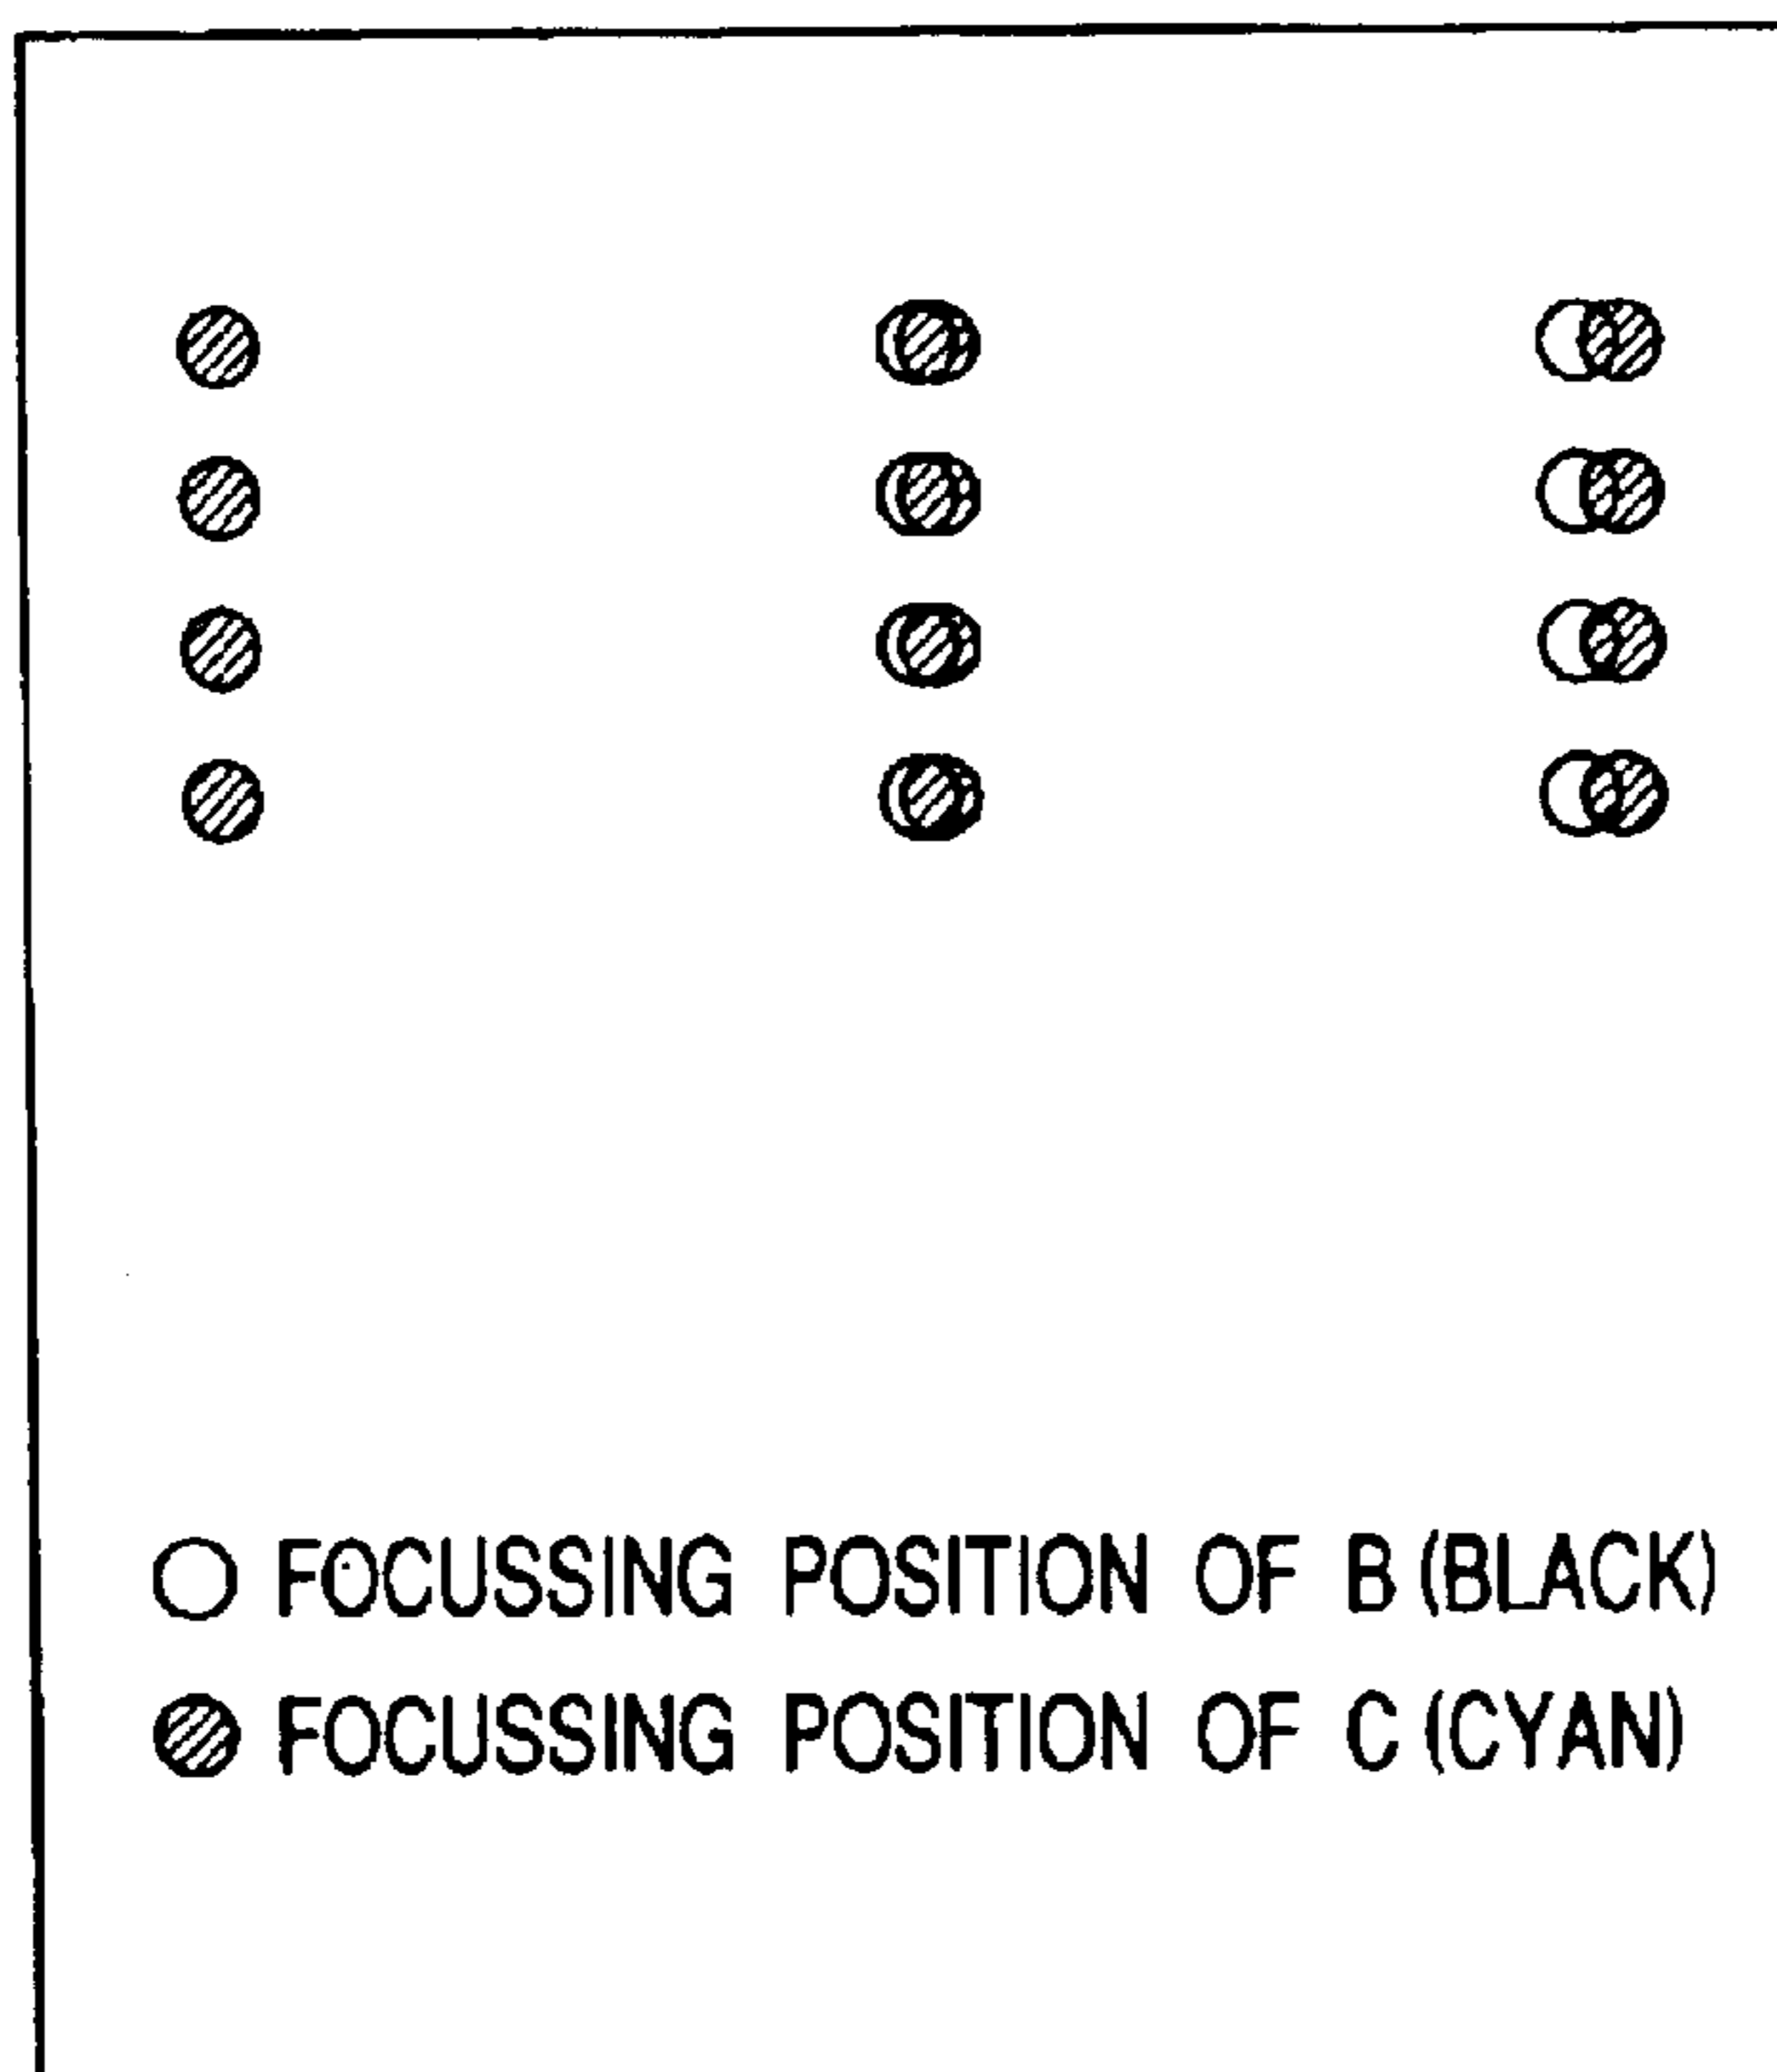 FOCUSSING POSITION OF B (BLACK)
FOCUSSING POSITION OF C (CYAN)